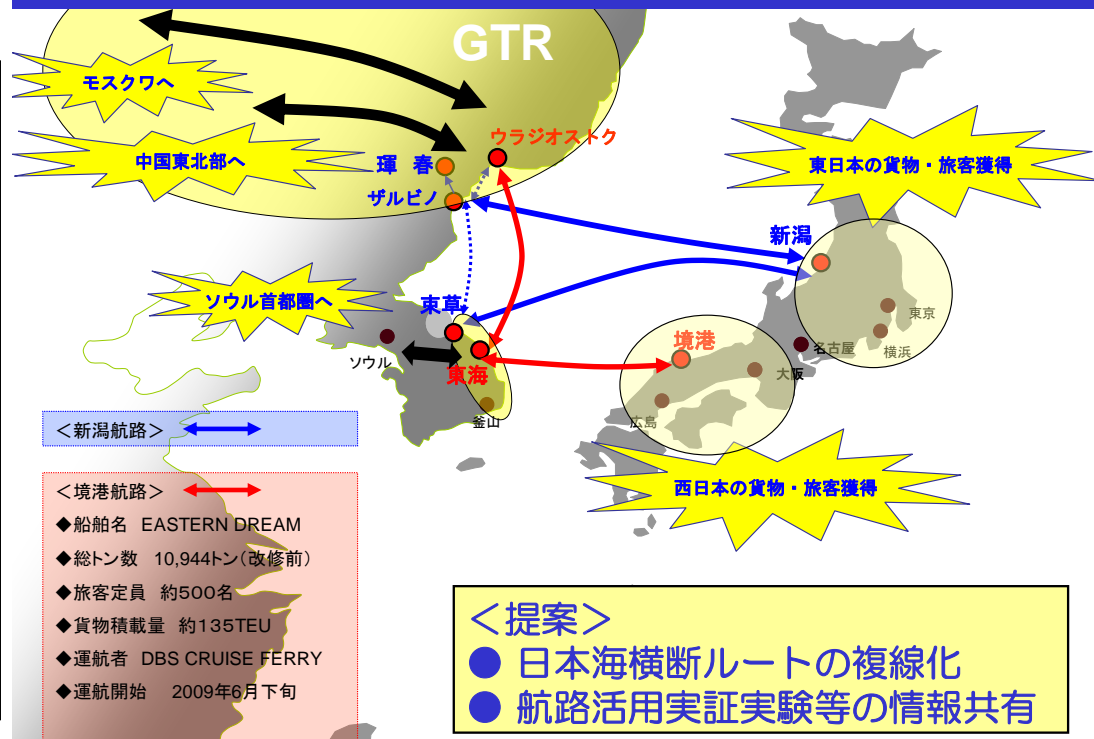 GTR
モスクワへ
ウラジオストク
中国東北部へ
琿 春
東日本の貨物・旅客獲得
ザルビノ
新潟
ソウル首都圏へ
束草
東京
境港
名古屋
横浜
ソウル
東海
大阪
釜山
広島
＜新潟航路＞
西日本の貨物・旅客獲得
＜境港航路＞
◆船舶名 EASTERN DREAM
◆総トン数 10,944トン（改修前）
◆旅客定員 約５００名
◆貨物積載量 約１３５TEU
◆運航者 DBS CRUISE FERRY
◆運航開始 2009年6月下旬
＜提案＞
● 日本海横断ルートの複線化
● 航路活用実証実験等の情報共有